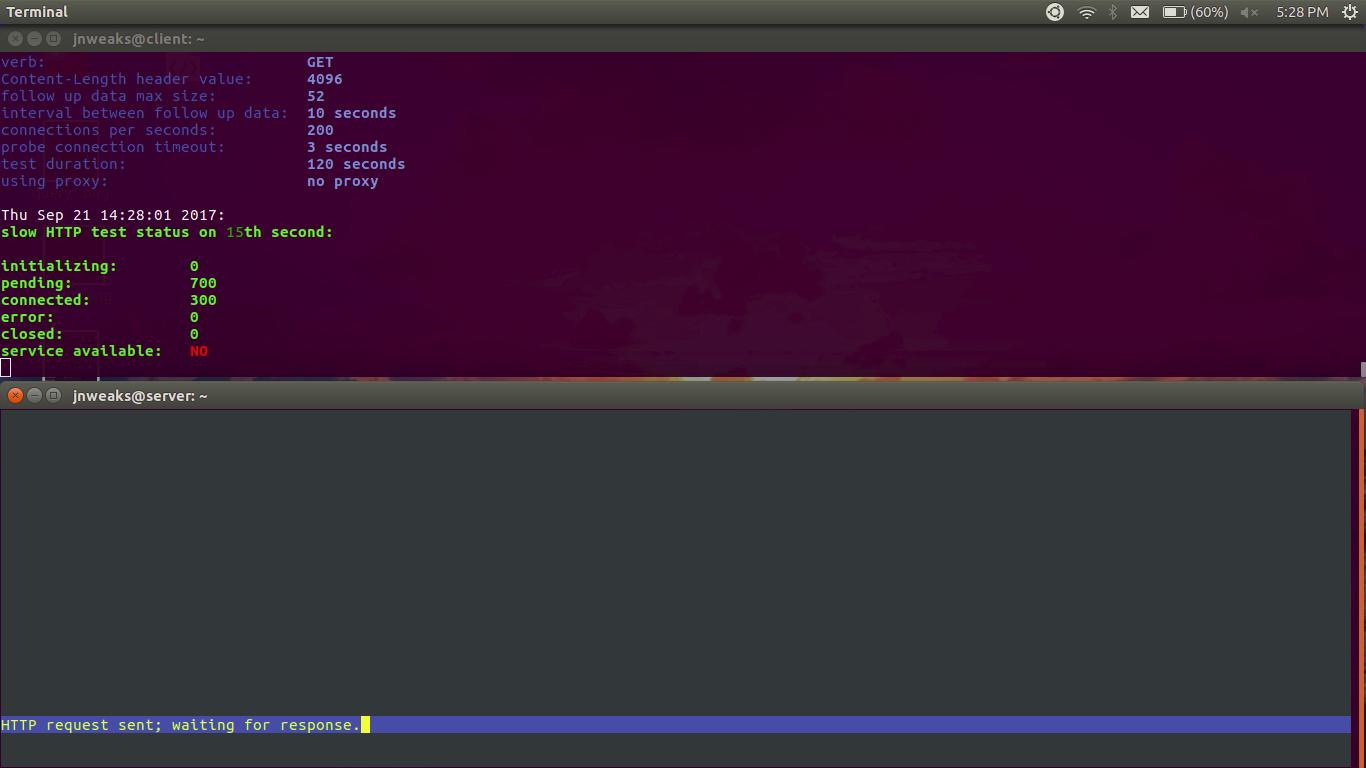 Terminal (60%) 5:28 PM
jnweaks@client: ~
verb: GET
Content-Length header value: 4096
follow up data max size: 52
interval between follow up data: 10 seconds
connections per seconds: 200
probe connection timeout: 3 seconds
test duration: 120 seconds
using proxy: no proxy
Thu Sep 21 14:28:01 2017:
slow HTTP test status on 15th second:
initializing: 0
pending: 700
connected: 300
error: 0
closed: 0
service available: NO
jnweaks@server: ~
HTTP request sent; waiting for response.